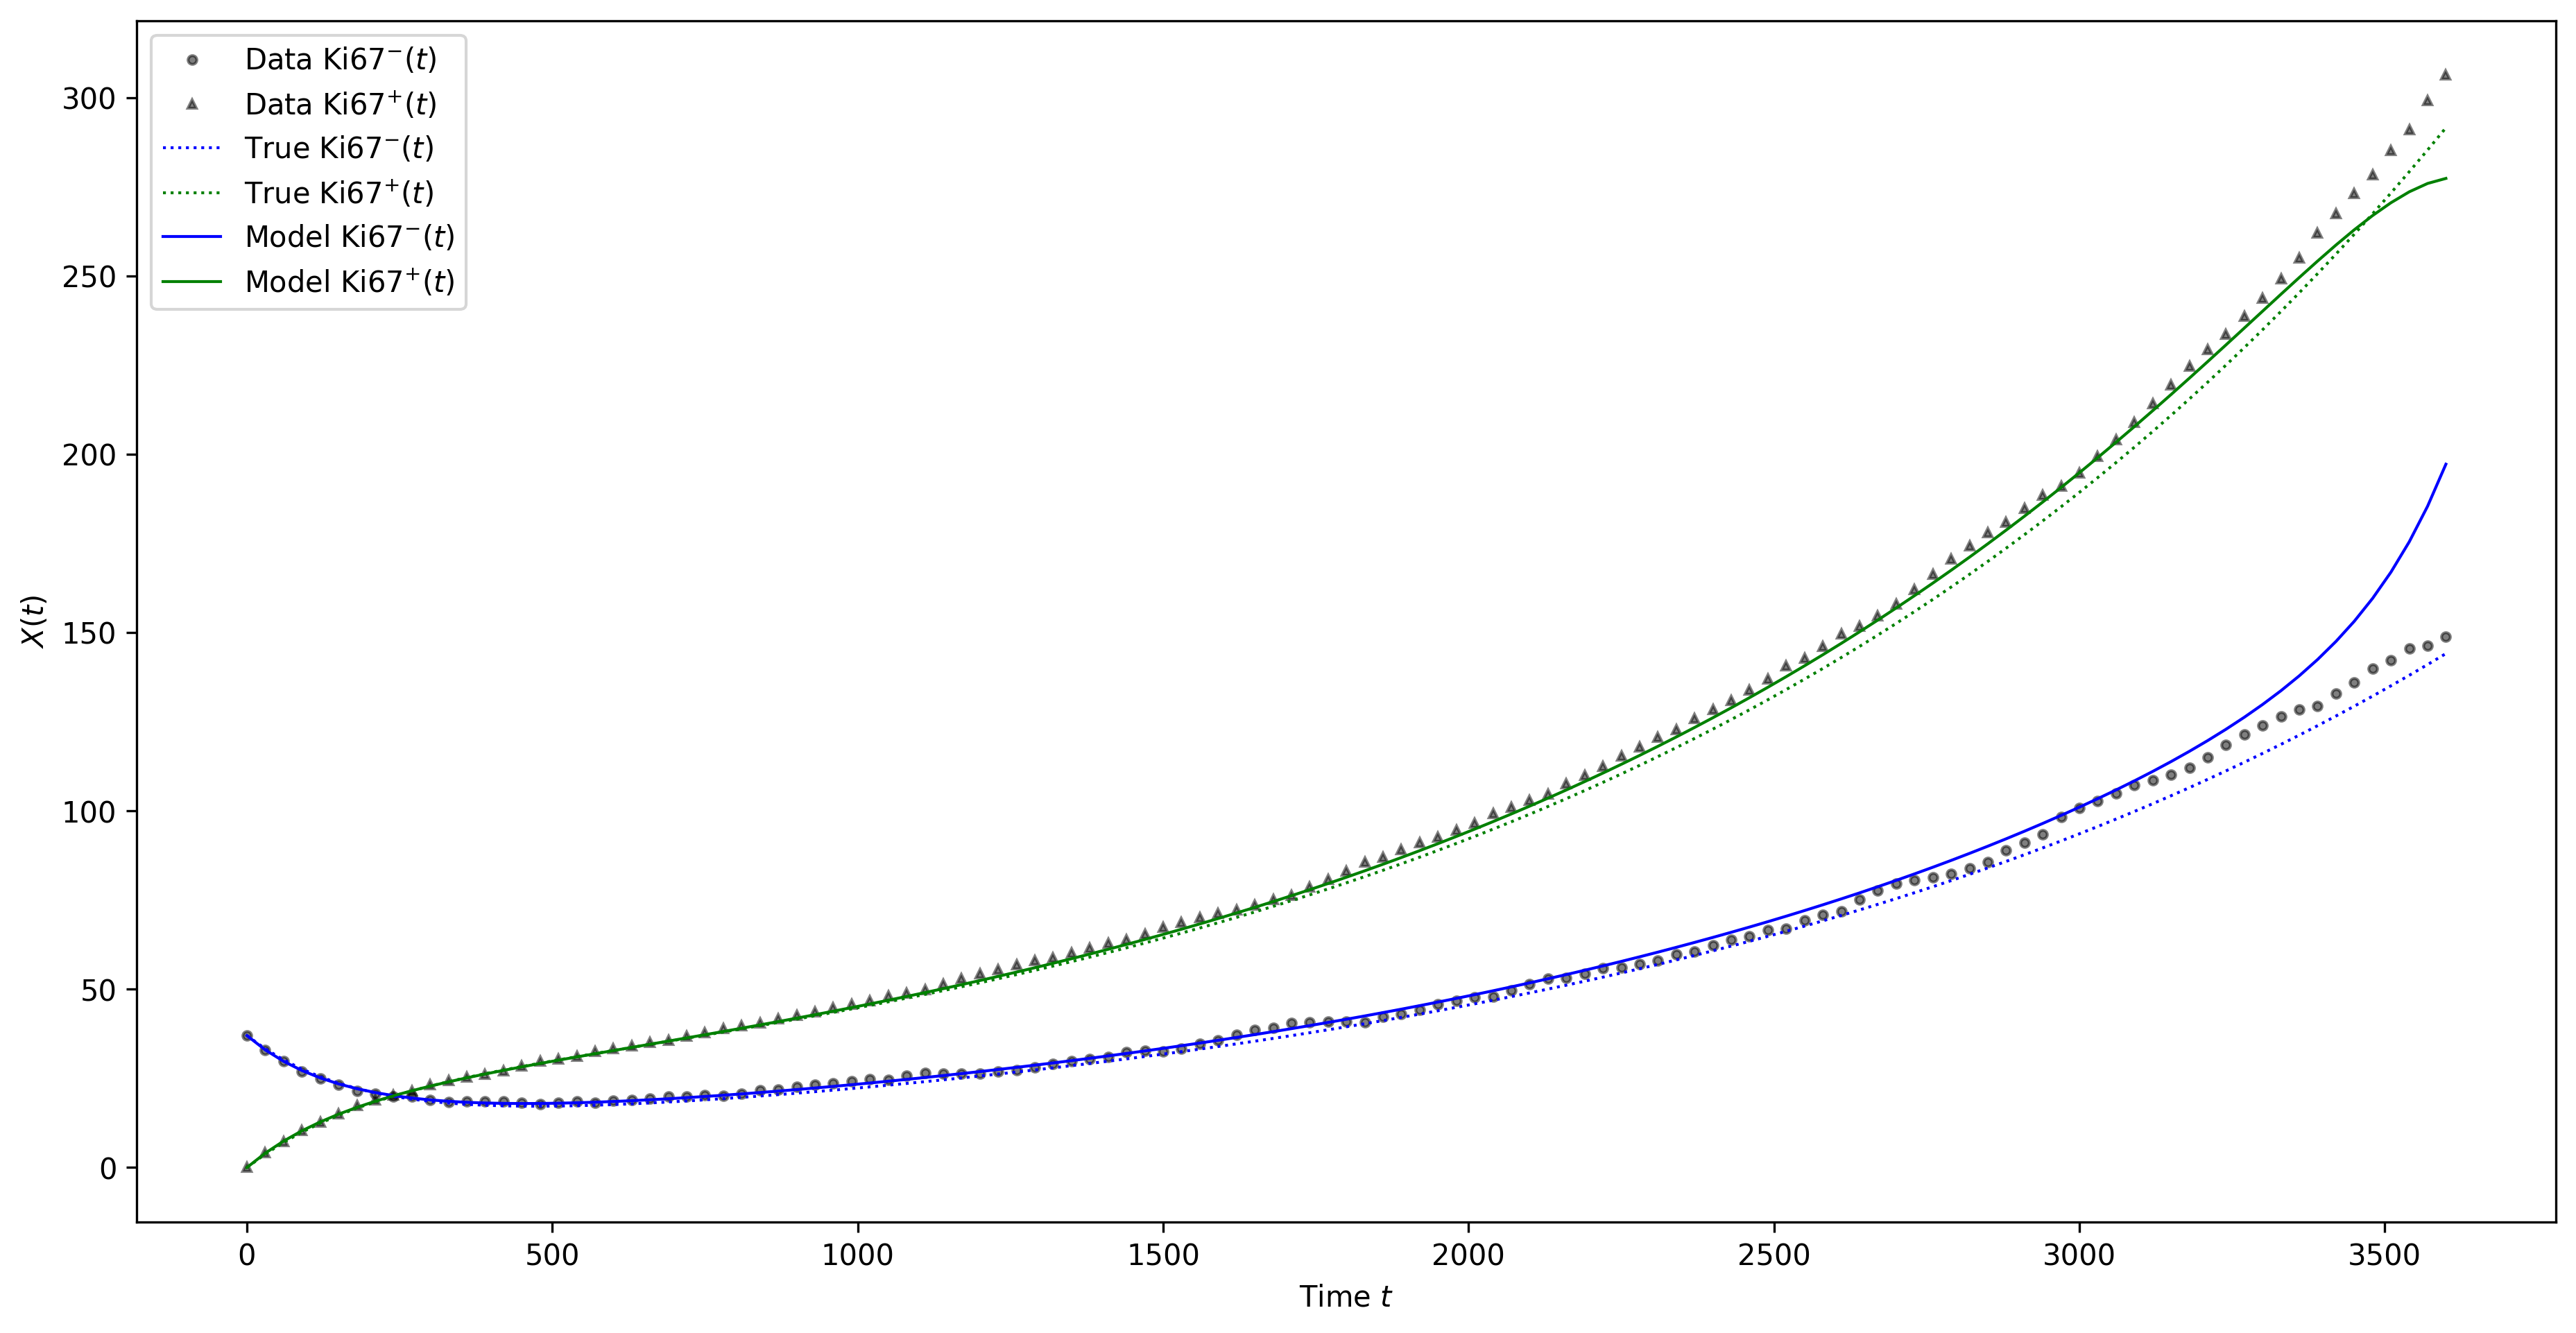 Data Ki67⁻(t)
Data Ki67⁺(t)
True Ki67⁻(t)
True Ki67⁺(t)
Model Ki67⁻(t)
Model Ki67⁺(t)
300
250
200
150
100
50
0
X(t)
0 500 1000 1500 2000 2500 3000 3500
Time t